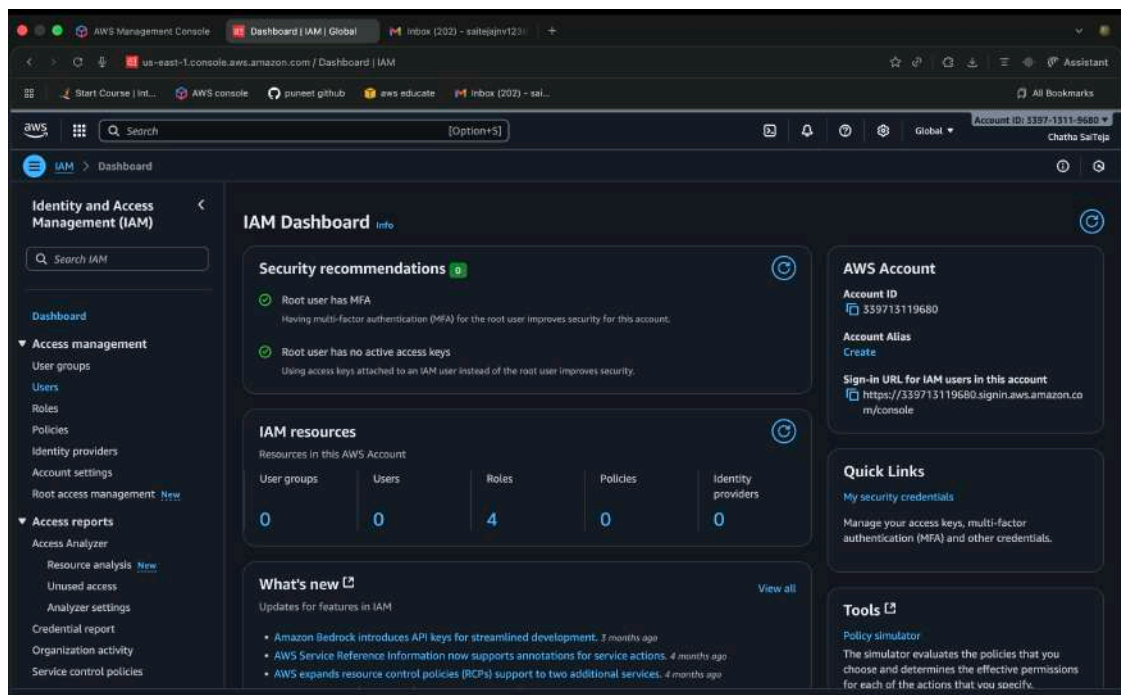 AWS Management Console
Dashboard | IAM | Global
Inbox (202) - saitejajnv123
us-east-1.console.aws.amazon.com / Dashboard | IAM
Assistant
Start Course | Int...
AWS console
puneet github
aws educate
Inbox (202) - sai...
All Bookmarks
aws
Search
[Option+S]
Global
Account ID: 3397-1311-9680
Chatha SaiTeja
IAM > Dashboard
Identity and Access
Management (IAM)
Search IAM
Dashboard
Access management
User groups
Users
Roles
Policies
Identity providers
Account settings
Root access management New
Access reports
Access Analyzer
Resource analysis New
Unused access
Analyzer settings
Credential report
Organization activity
Service control policies
IAM Dashboard Info
Security recommendations 0
Root user has MFA
Having multi-factor authentication (MFA) for the root user improves security for this account.
Root user has no active access keys
Using access keys attached to an IAM user instead of the root user improves security.
IAM resources
Resources in this AWS Account
User groups
Users
Roles
Policies
Identity
providers
0
0
4
0
0
What's new
View all
Updates for features in IAM
• Amazon Bedrock introduces API keys for streamlined development. 3 months ago
• AWS Service Reference Information now supports annotations for service actions. 4 months ago
• AWS expands resource control policies (RCPs) support to two additional services. 4 months ago
AWS Account
Account ID
339713119680
Account Alias
Create
Sign-in URL for IAM users in this account
https://339713119680.signin.aws.amazon.co
m/console
Quick Links
My security credentials
Manage your access keys, multi-factor
authentication (MFA) and other credentials.
Tools
Policy simulator
The simulator evaluates the policies that you
choose and determines the effective permissions
for each of the actions that you specify.